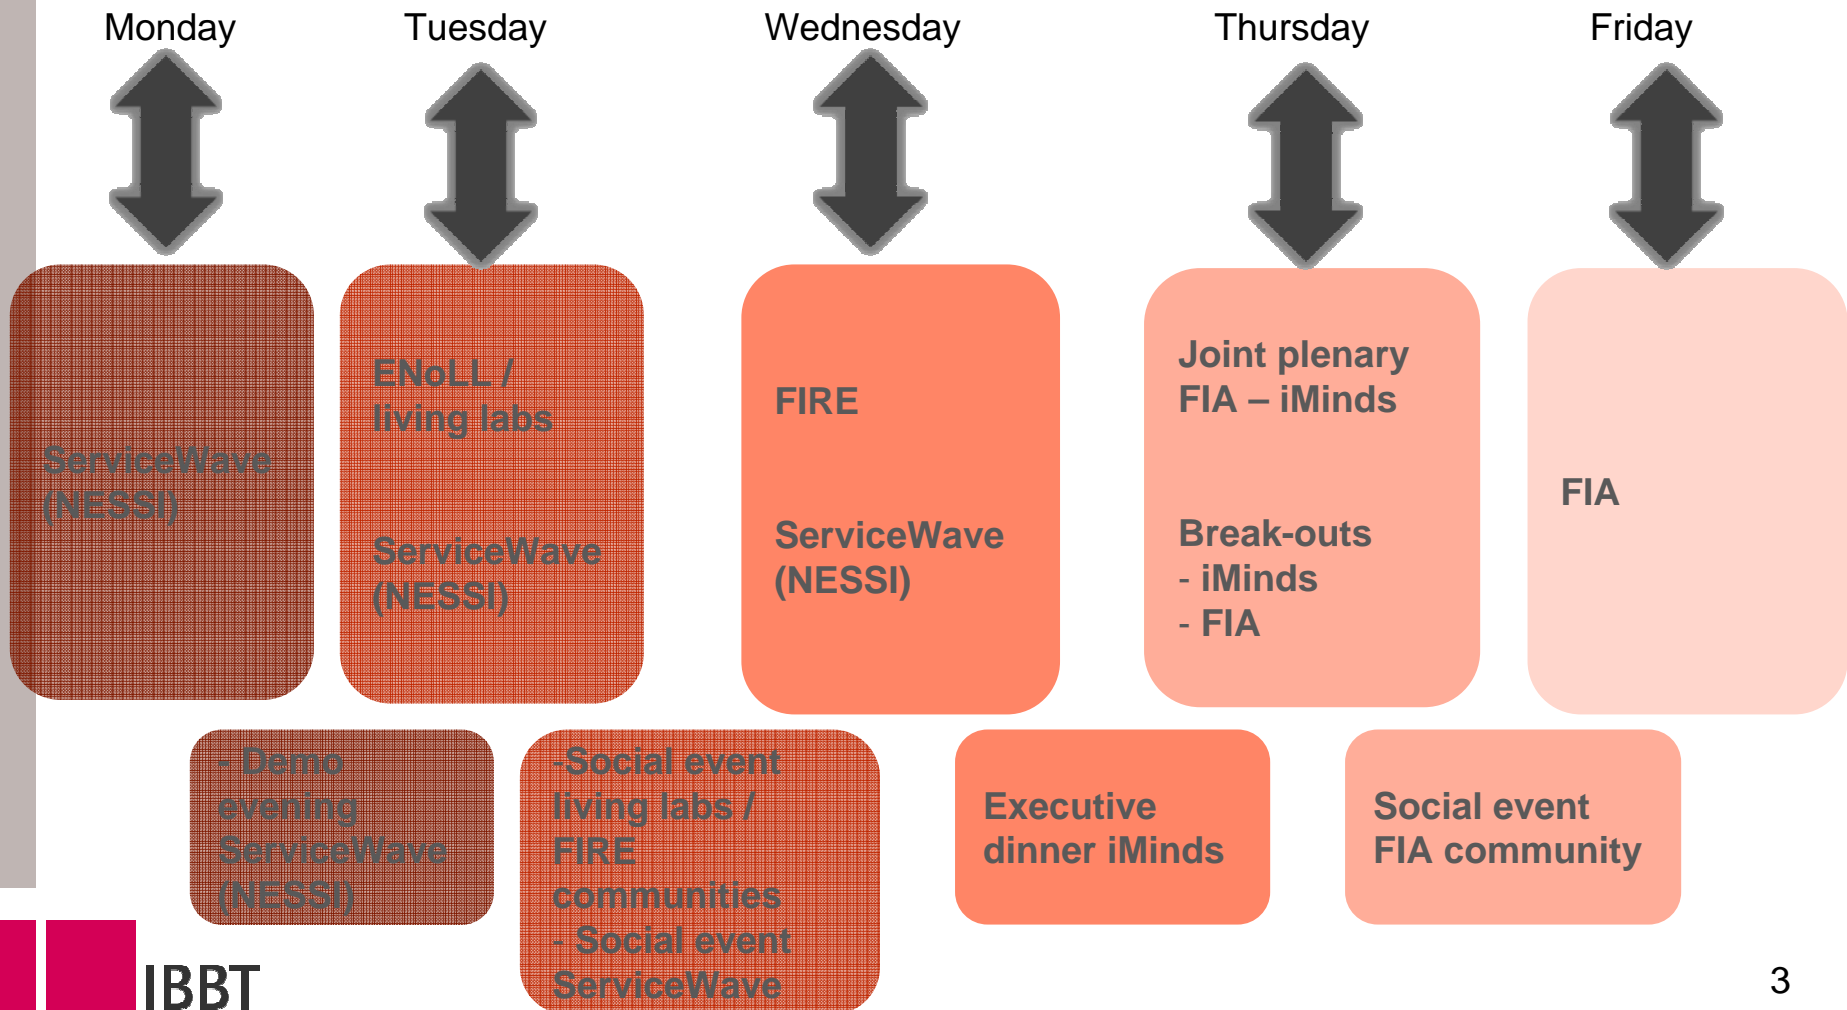 Monday Tuesday Wednesday Thursday Friday
ServiceWave
(NESSI)
ENoLL /
living labs
ServiceWave
(NESSI)
FIRE
ServiceWave
(NESSI)
Joint plenary
FIA – iMinds
Break-outs
- iMinds
- FIA
FIA
- Demo
evening
ServiceWave
(NESSI)
-Social event
living labs /
FIRE
communities
- Social event
ServiceWave
Executive
dinner iMinds
Social event
FIA community
IBBT
3